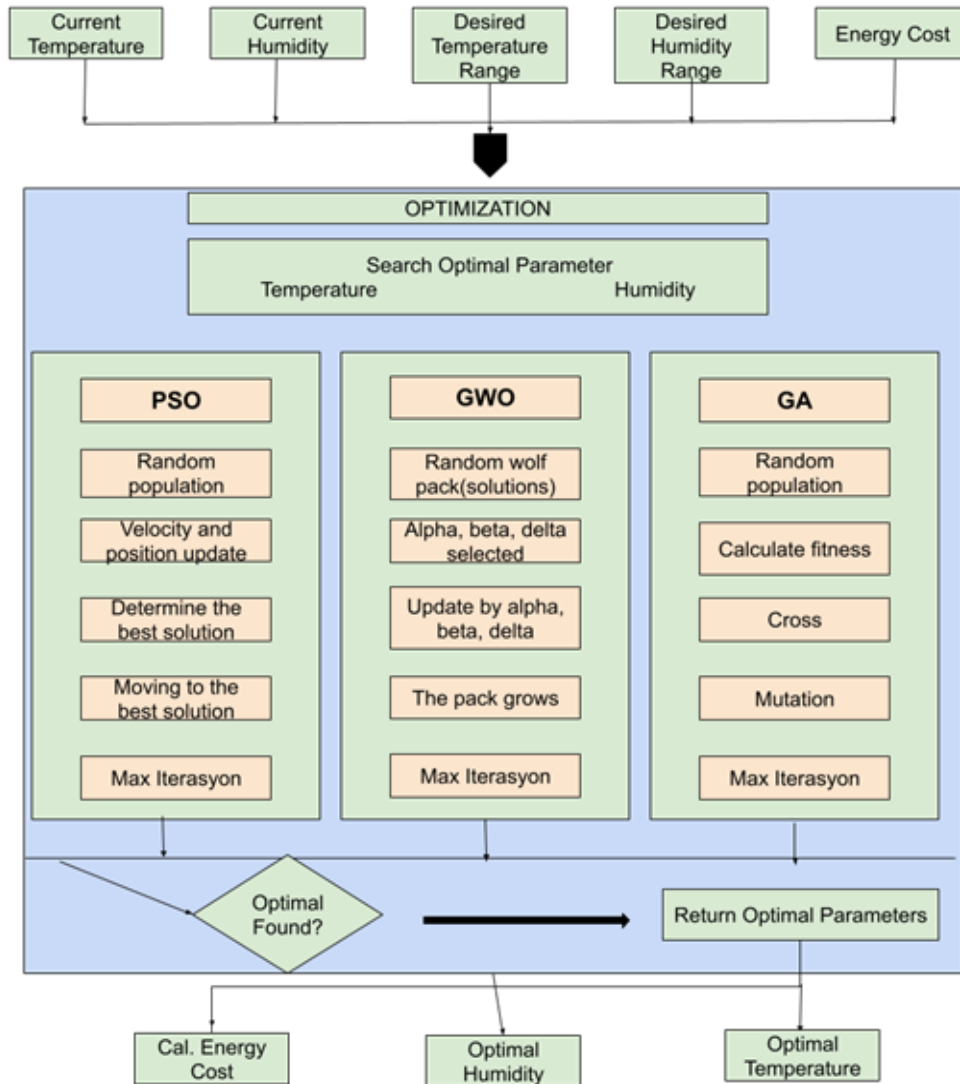 Current
Temperature
Current
Humidity
Desired
Temperature
Range
Desired
Humidity
Range
Energy Cost
OPTIMIZATION
Search Optimal Parameter
Temperature Humidity
PSO
Random
population
Velocity and
position update
Determine the
best solution
Moving to the
best solution
Max Iterasyon
GWO
Random wolf
pack(solutions)
Alpha, beta, delta
selected
Update by alpha,
beta, delta
The pack grows
Max Iterasyon
GA
Random
population
Calculate fitness
Cross
Mutation
Max Iterasyon
Optimal
Found?
Return Optimal Parameters
Cal. Energy
Cost
Optimal
Humidity
Optimal
Temperature